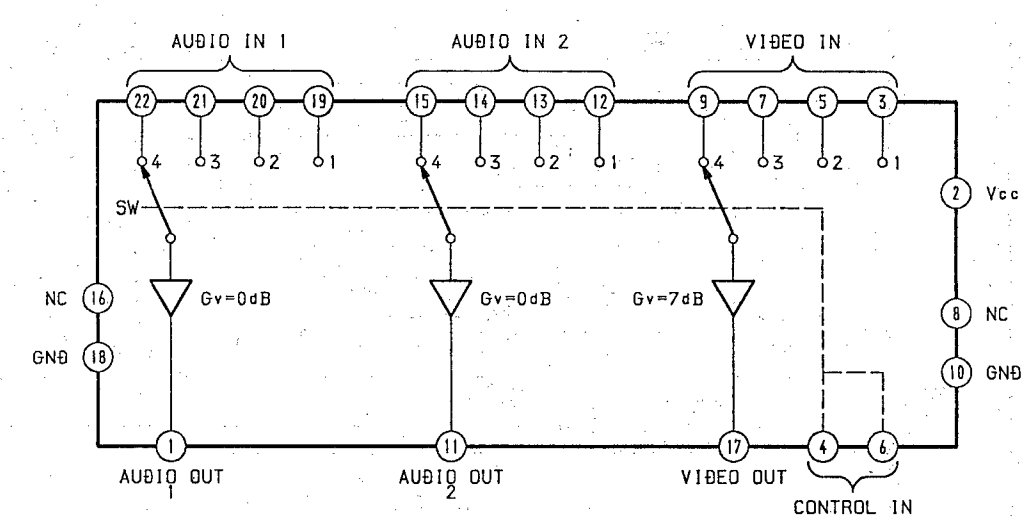 AUDIO IN 1 AUDIO IN 2 VIDEO IN
22 21 20 19 15 14 13 12 9 7 5 3
4 3 2 1 4 3 2 1 4 3 2 1
2 Vcc
SW
NC 16 Gv=0dB Gv=0dB Gv=7dB
8 NC
GND 18
10 GND
1 11 17 4 6
AUDIO OUT 1
AUDIO OUT 2
VIDEO OUT
CONTROL IN